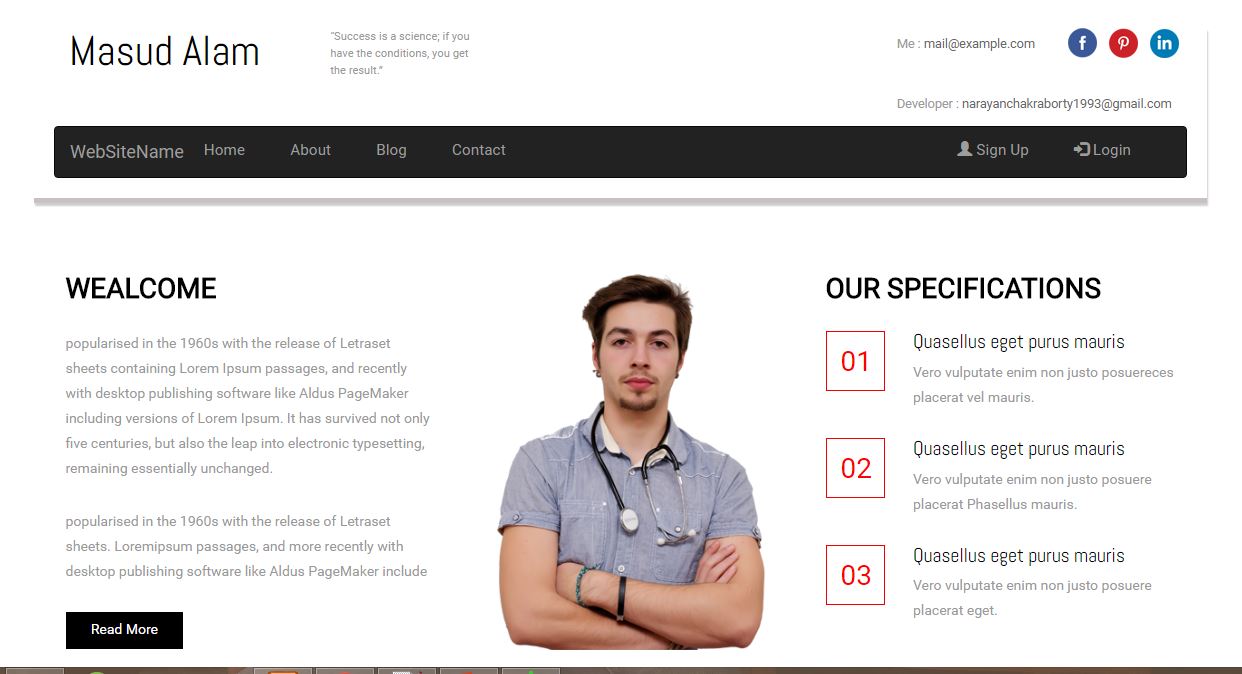 Masud Alam
"Success is a science; if you
have the conditions, you get
the result."
Me : mail@example.com
Developer : narayanchakraborty1993@gmail.com
WebSiteName Home About Blog Contact Sign Up Login
WEALCOME
popularised in the 1960s with the release of Letraset
sheets containing Lorem Ipsum passages, and recently
with desktop publishing software like Aldus PageMaker
including versions of Lorem Ipsum. It has survived not only
five centuries, but also the leap into electronic typesetting,
remaining essentially unchanged.
popularised in the 1960s with the release of Letraset
sheets. Loremipsum passages, and more recently with
desktop publishing software like Aldus PageMaker include
Read More
OUR SPECIFICATIONS
01
Quasellus eget purus mauris
Vero vulputate enim non justo posuereces
placerat vel mauris.
02
Quasellus eget purus mauris
Vero vulputate enim non justo posuere
placerat Phasellus mauris.
03
Quasellus eget purus mauris
Vero vulputate enim non justo posuere
placerat eget.